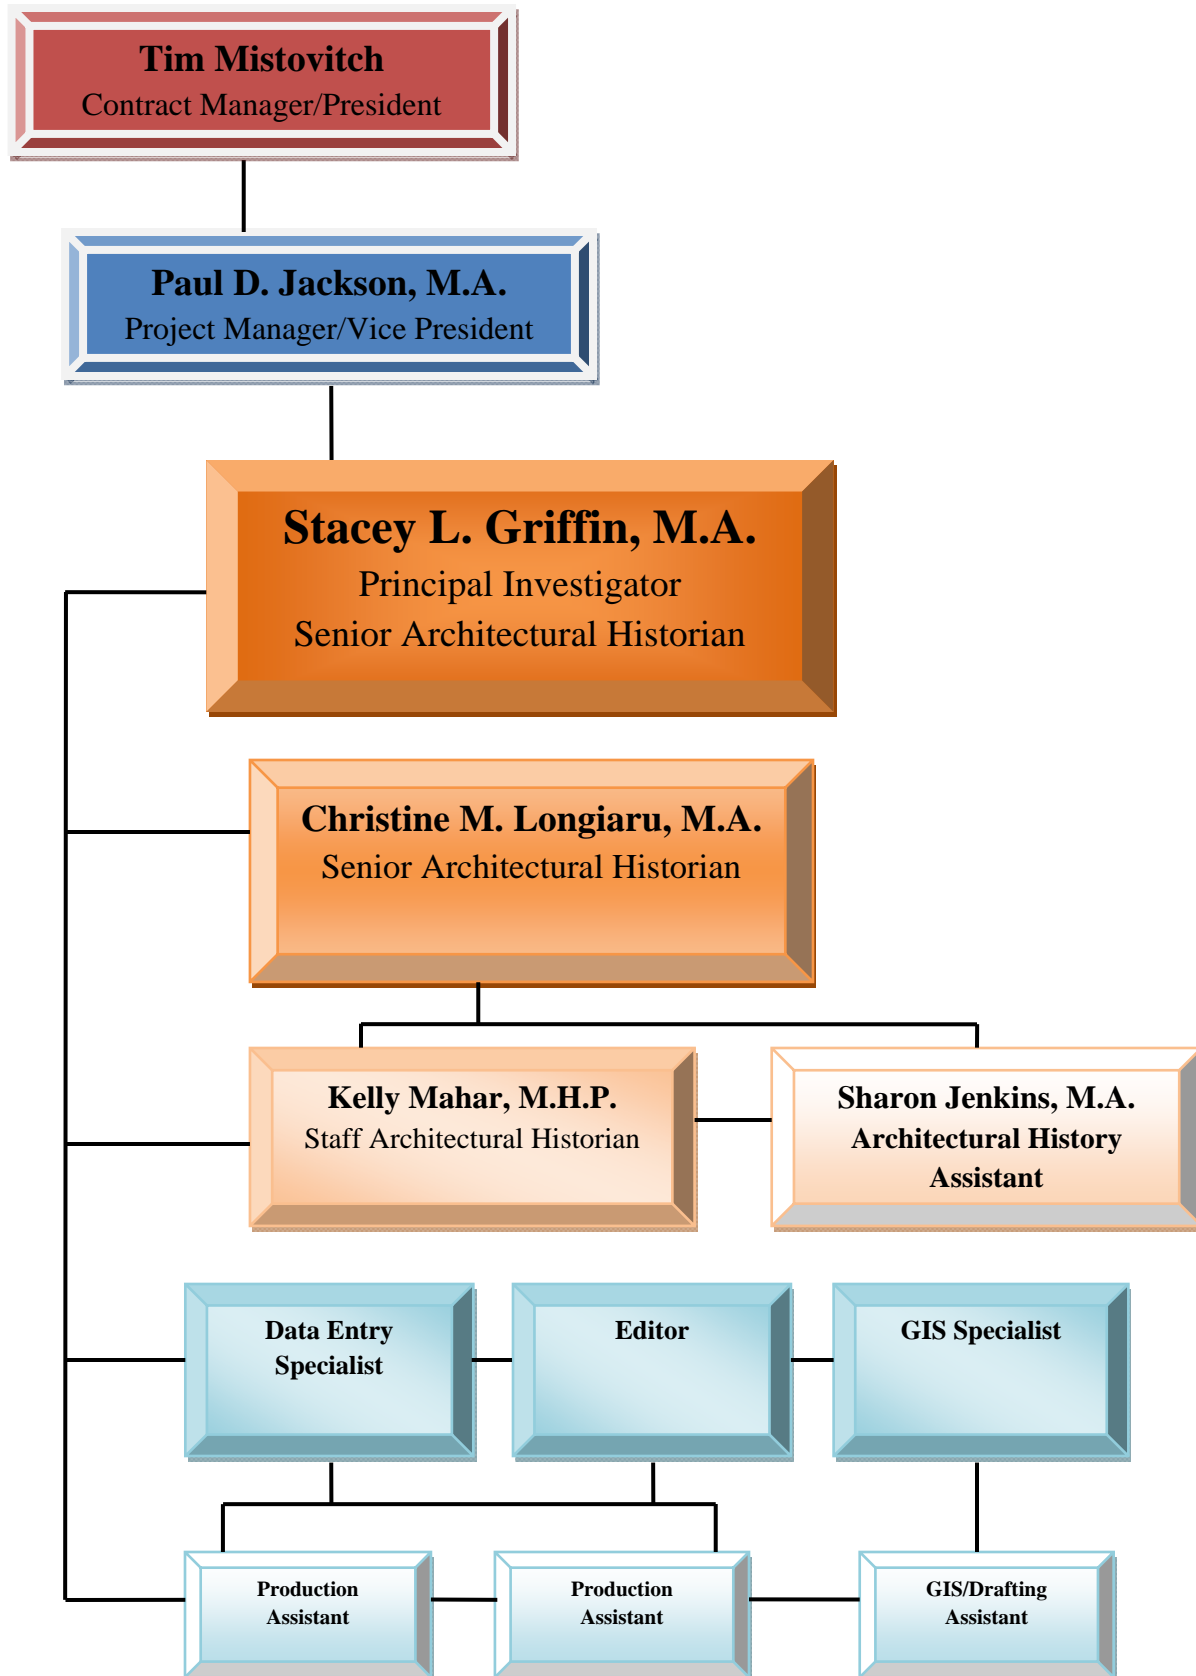 Tim Mistovitch
Contract Manager/President
Paul D. Jackson, M.A.
Project Manager/Vice President
Stacey L. Griffin, M.A.
Principal Investigator
Senior Architectural Historian
Christine M. Longiaru, M.A.
Senior Architectural Historian
Kelly Mahar, M.H.P.
Staff Architectural Historian
Sharon Jenkins, M.A.
Architectural History
Assistant
Data Entry
Specialist
Editor
GIS Specialist
Production
Assistant
Production
Assistant
GIS/Drafting
Assistant